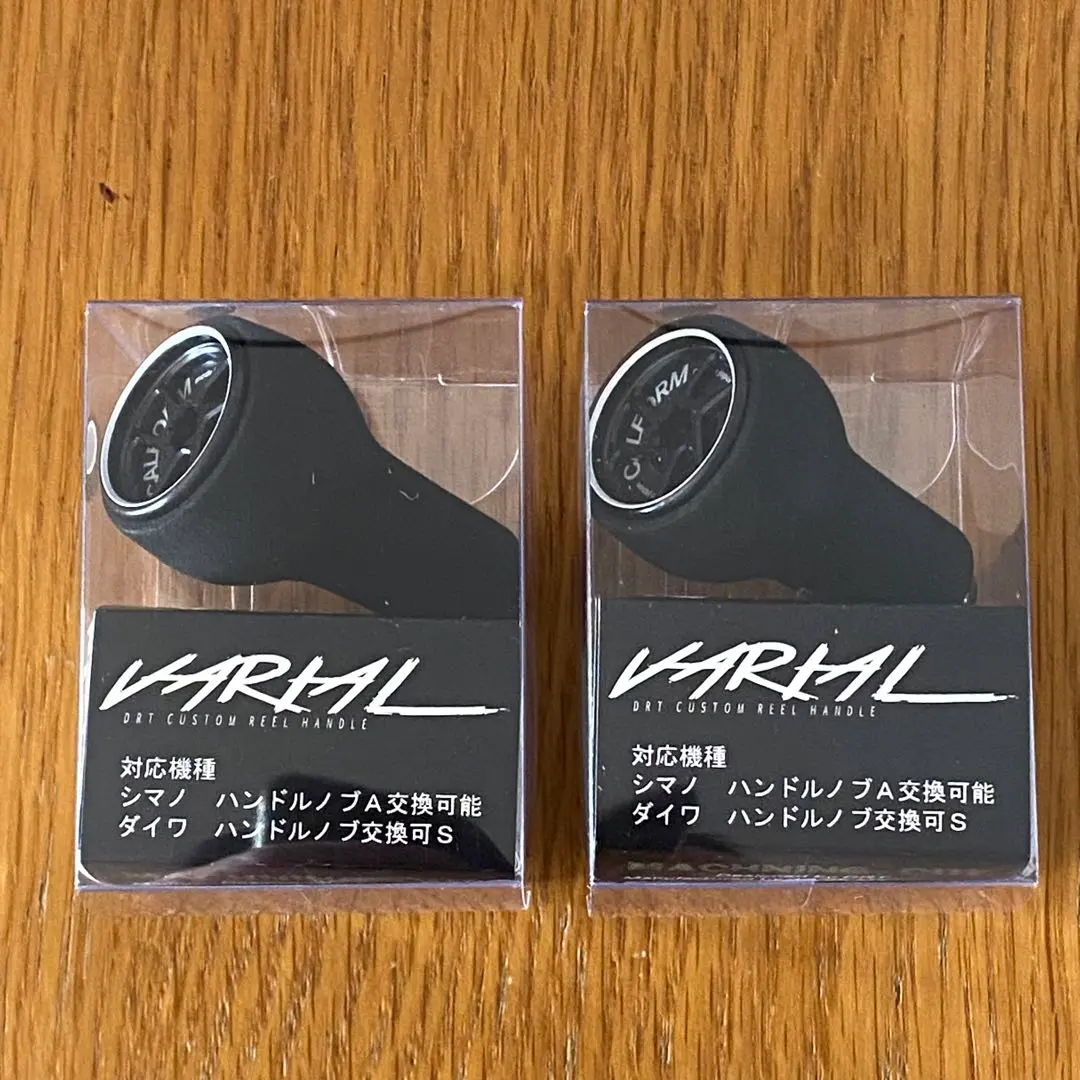 VARIAL
DRT CUSTOM REEL HANDLE
対応機種
シマノ ハンドルノブA交換可能
ダイワ ハンドルノブ交換可S
VARIAL
DRT CUSTOM REEL HANDLE
対応機種
シマノ ハンドルノブA交換可能
ダイワ ハンドルノブ交換可S